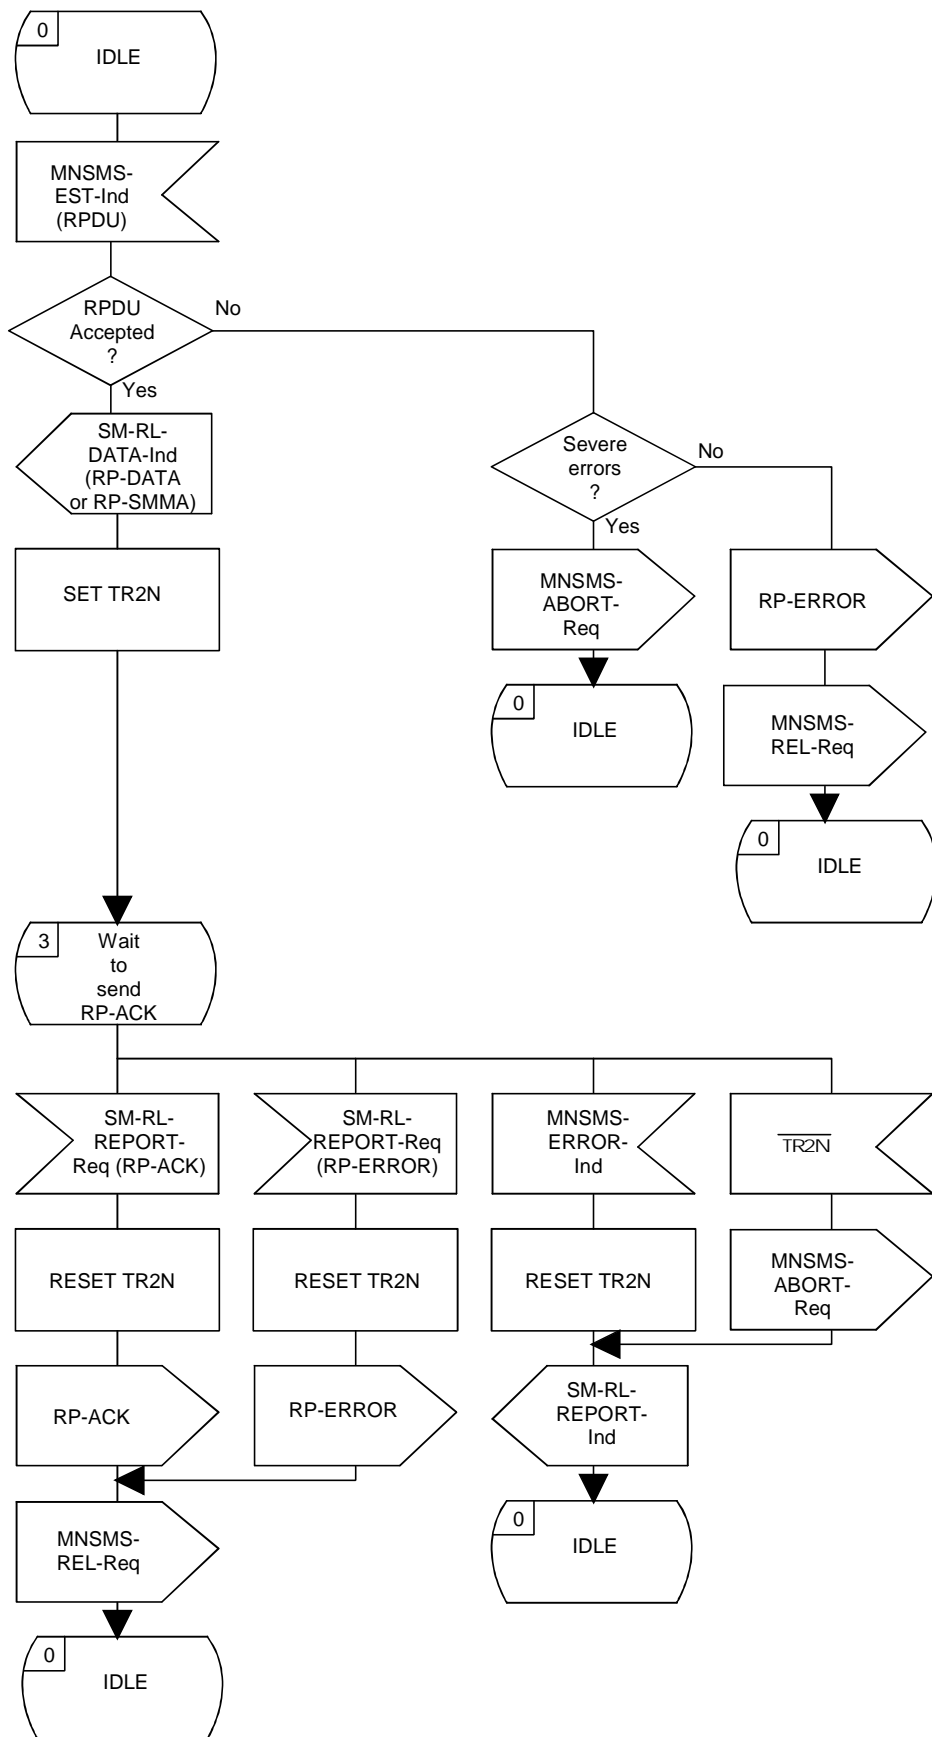 0
IDLE
MNSMS-
EST-Ind
(RPDU)
RPDU
Accepted
?
No
Yes
SM-RL-
DATA-Ind
(RP-DATA
or RP-SMMA)
SET TR2N
Severe
errors
?
No
Yes
MNSMS-
ABORT-
Req
0
IDLE
RP-ERROR
MNSMS-
REL-Req
0
IDLE
3
Wait
to
send
RP-ACK
SM-RL-
REPORT-
Req (RP-ACK)
SM-RL-
REPORT-Req
(RP-ERROR)
MNSMS-
ERROR-
Ind
TR2N
RESET TR2N
RESET TR2N
RESET TR2N
MNSMS-
ABORT-
Req
RP-ACK
RP-ERROR
SM-RL-
REPORT-
Ind
MNSMS-
REL-Req
0
IDLE
0
IDLE